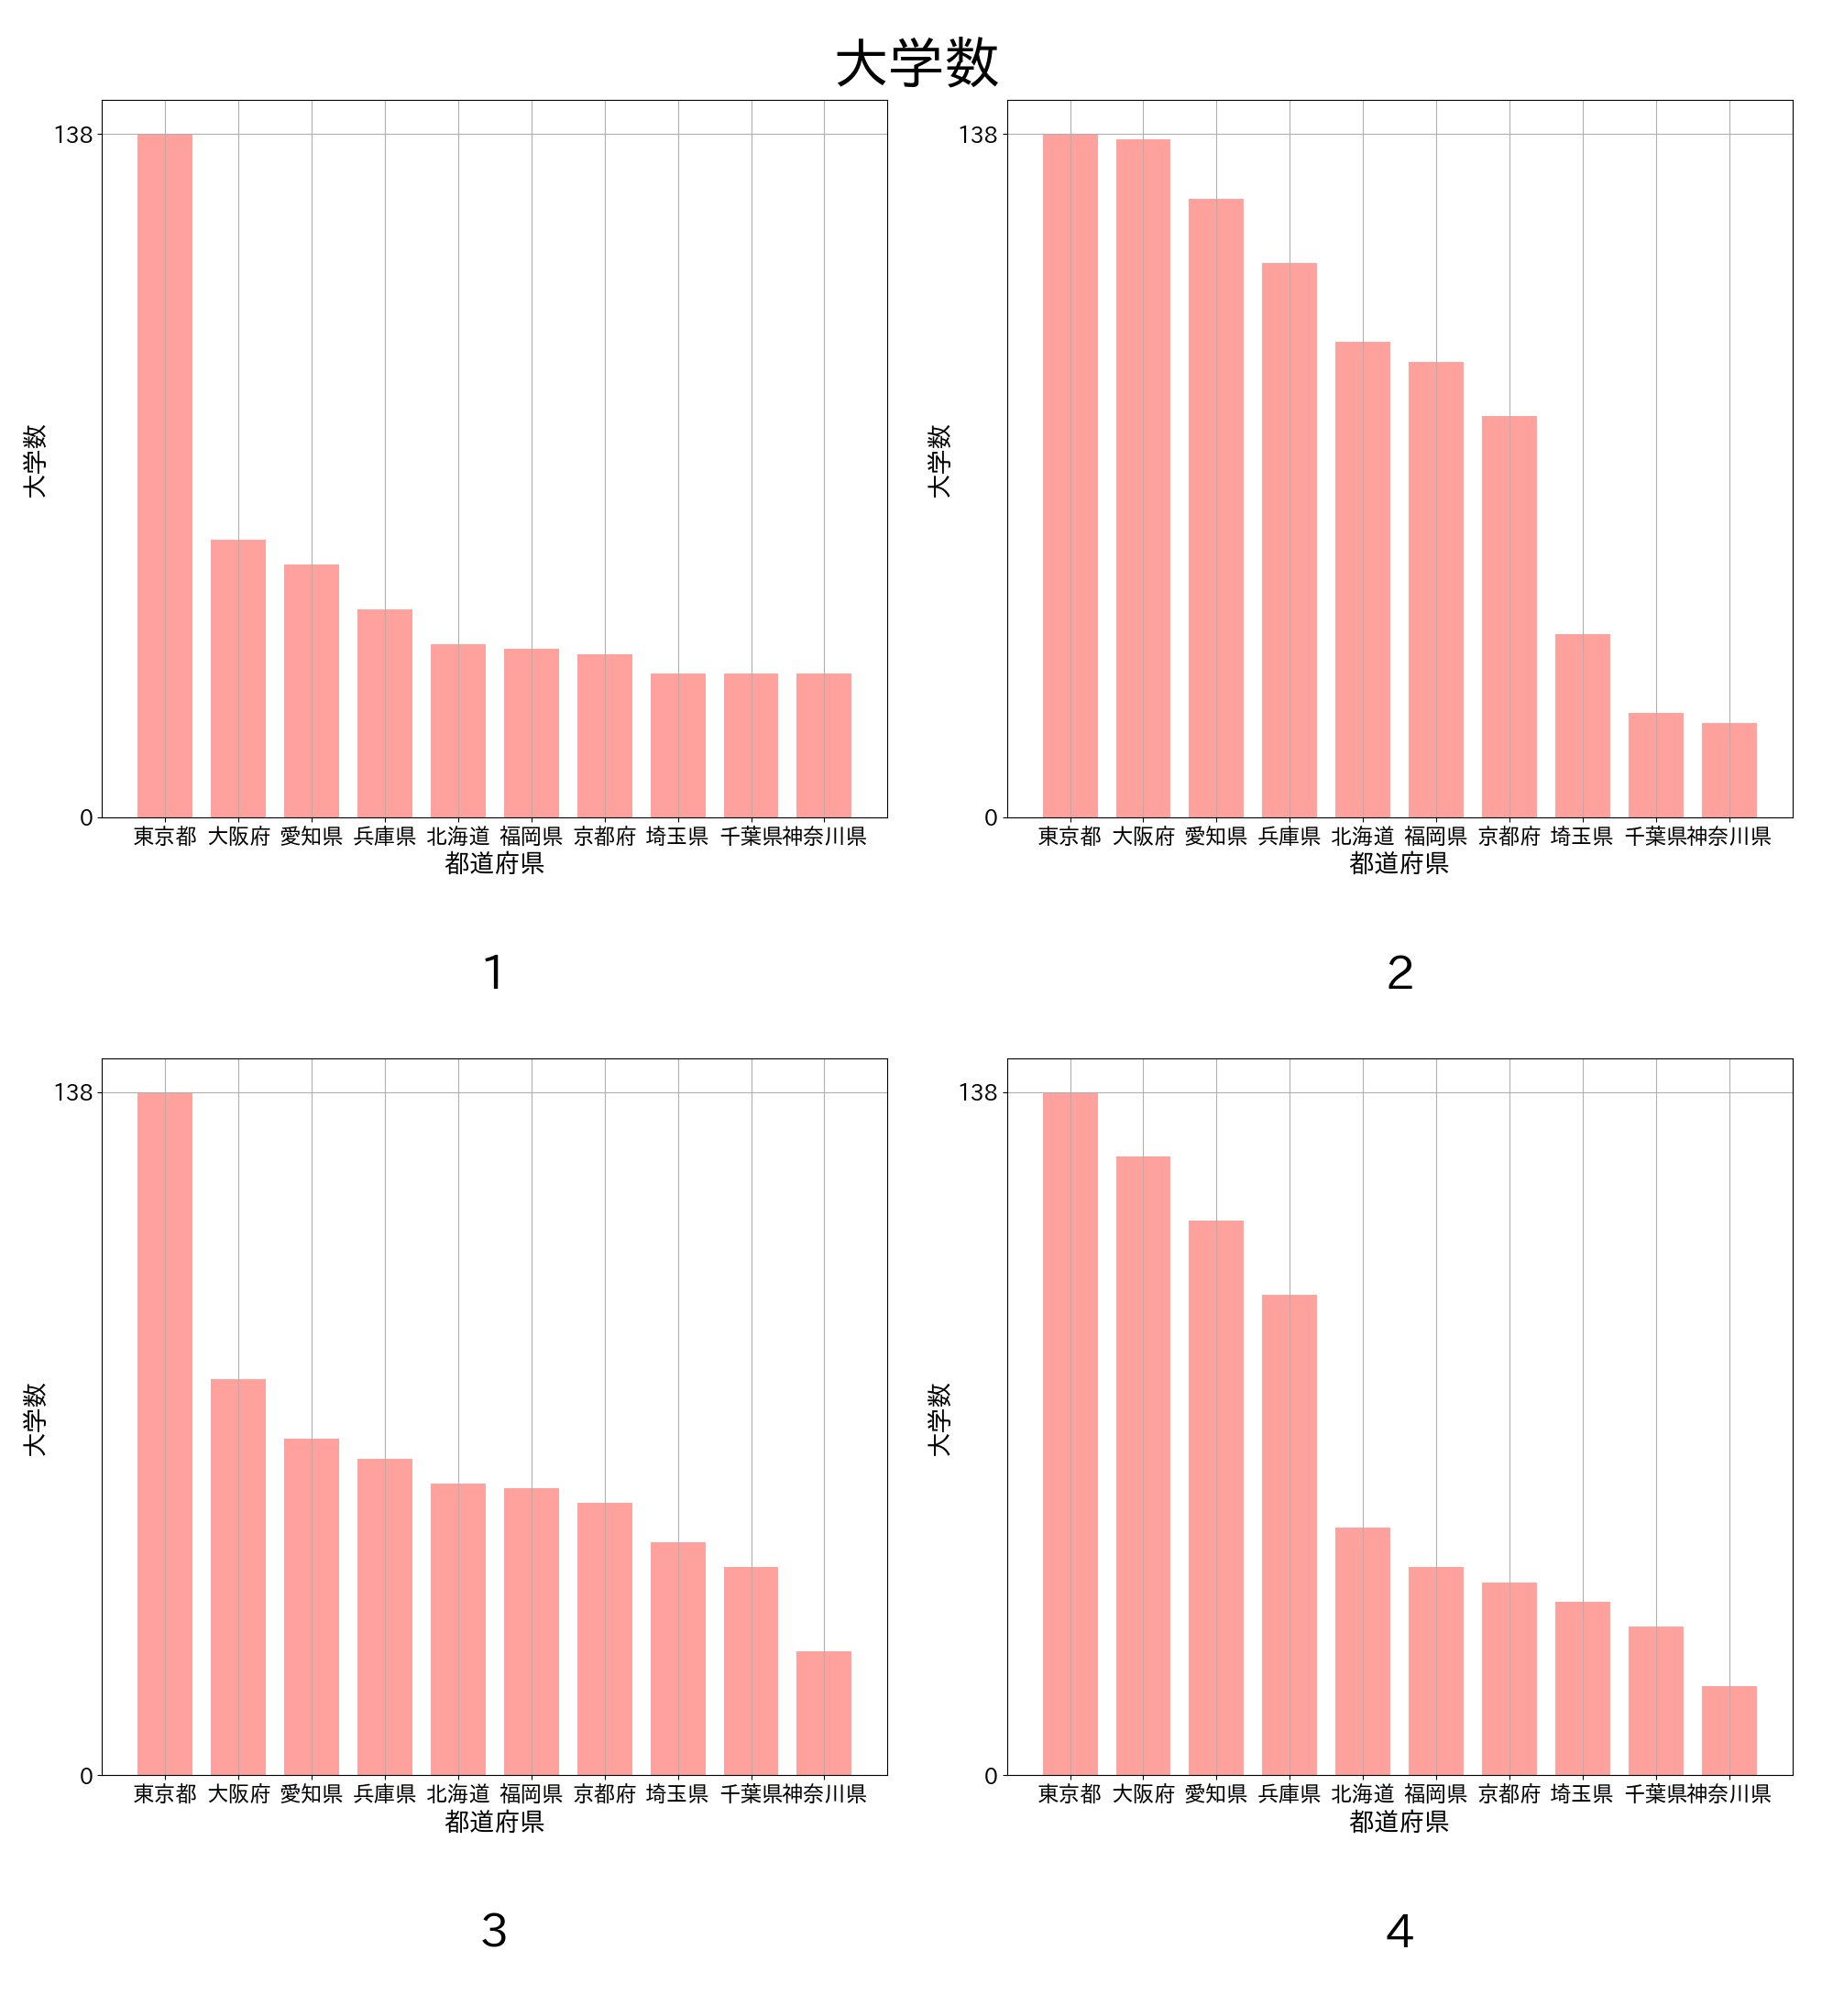 大学数
138
0
大学数
東京都 大阪府 愛知県 兵庫県 北海道 福岡県 京都府 埼玉県 千葉県 神奈川県
都道府県
1
138
0
大学数
東京都 大阪府 愛知県 兵庫県 北海道 福岡県 京都府 埼玉県 千葉県 神奈川県
都道府県
2
138
0
大学数
東京都 大阪府 愛知県 兵庫県 北海道 福岡県 京都府 埼玉県 千葉県 神奈川県
都道府県
3
138
0
大学数
東京都 大阪府 愛知県 兵庫県 北海道 福岡県 京都府 埼玉県 千葉県 神奈川県
都道府県
4